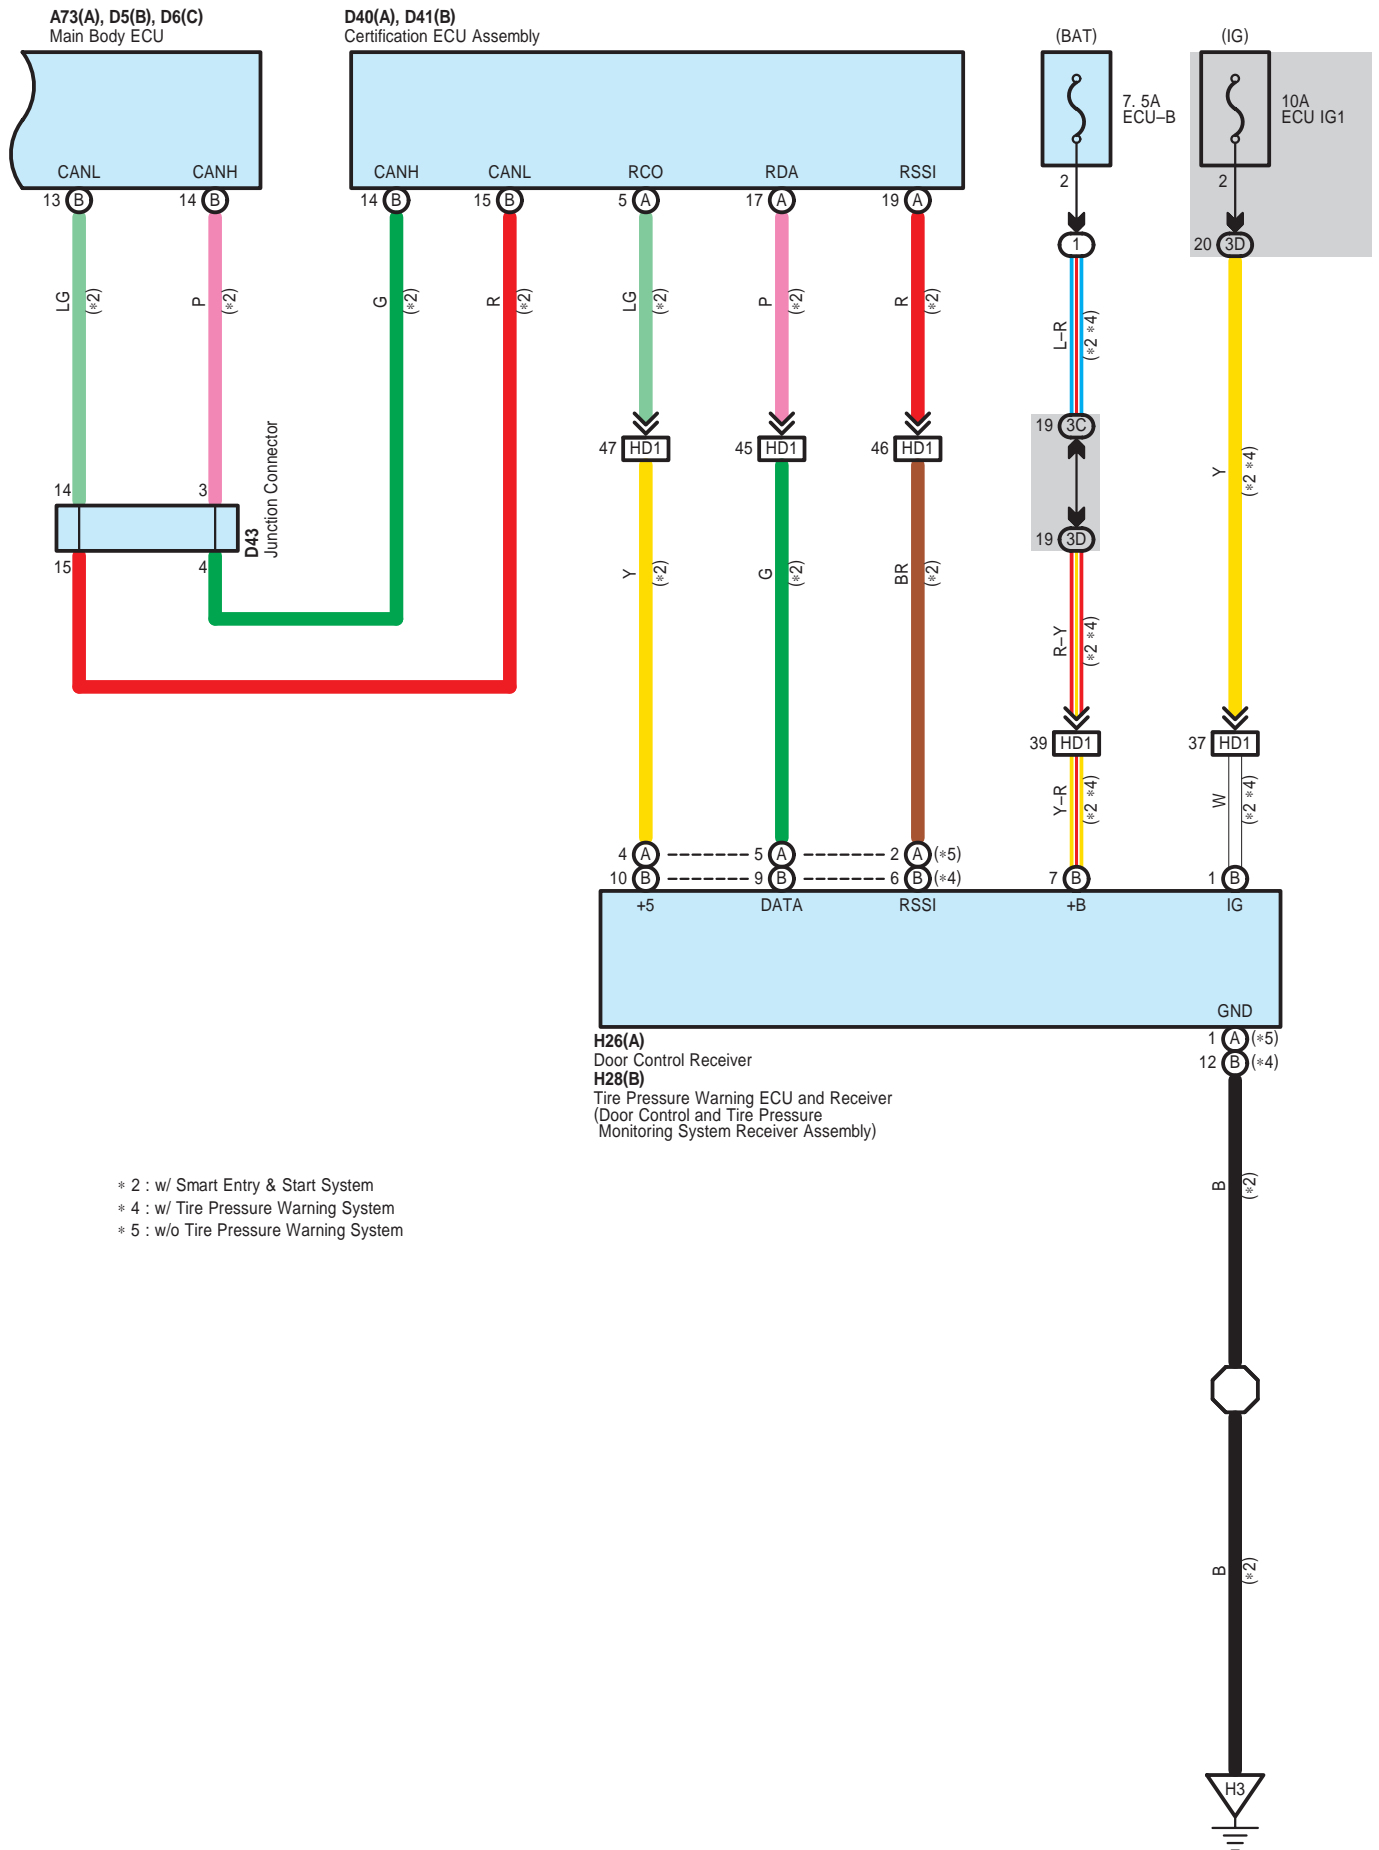 A73(A), D5(B), D6(C)
Main Body ECU
D40(A), D41(B)
Certification ECU Assembly
(BAT)
(IG)
7. 5A
ECU–B
10A
ECU IG1
CANL
CANH
CANH
CANL
RCO
RDA
RSSI
2
2
13 B
14 B
14 B
15 B
5 A
17 A
19 A
1
20 3D
LG
(*2)
P
(*2)
G
(*2)
R
(*2)
LG
(*2)
P
(*2)
R
(*2)
L–R
(*2 *4)
19 3C
47 HD1
45 HD1
46 HD1
Y
(*2 *4)
14
3
D43
Junction Connector
15
4
19 3D
Y
(*2)
G
(*2)
BR
(*2)
R–Y
(*2 *4)
39 HD1
37 HD1
Y–R
(*2 *4)
W
(*2 *4)
4 A
5 A
2 A (*5)
10 B
9 B
6 B (*4)
7 B
1 B
+5
DATA
RSSI
+B
IG
GND
1 A (*5)
12 B (*4)
H26(A)
Door Control Receiver
H28(B)
Tire Pressure Warning ECU and Receiver
(Door Control and Tire Pressure
Monitoring System Receiver Assembly)
* 2 : w/ Smart Entry & Start System
* 4 : w/ Tire Pressure Warning System
* 5 : w/o Tire Pressure Warning System
B
(*2)
B
(*2)
H3